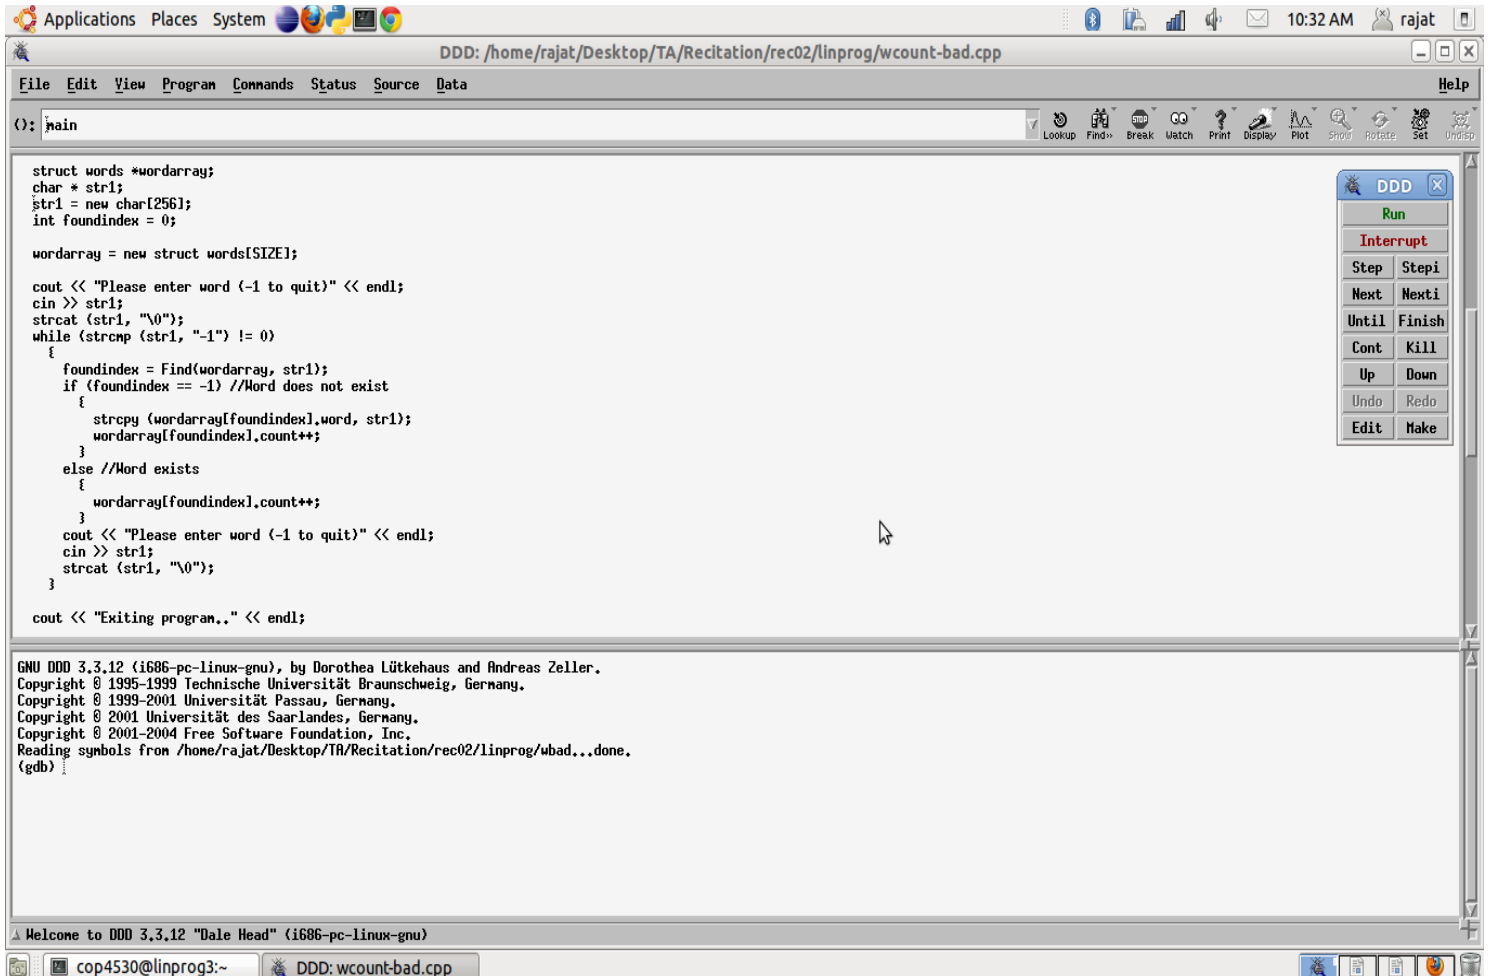 Applications Places System
10:32 AM rajat
DDD: /home/rajat/Desktop/TA/Recitation/rec02/linprog/wcount-bad.cpp
File Edit View Program Commands Status Source Data Help
(): main
Lookup Find» Break Watch Print Display Plot Show Rotate Set Undisp
struct words *wordarray;
char * str1;
str1 = new char[256];
int foundindex = 0;
wordarray = new struct words[SIZE];
cout << "Please enter word (-1 to quit)" << endl;
cin >> str1;
strcat (str1, "\0");
while (strcmp (str1, "-1") != 0)
{
foundindex = Find(wordarray, str1);
if (foundindex == -1) //Word does not exist
{
strcpy (wordarray[foundindex].word, str1);
wordarray[foundindex].count++;
}
else //Word exists
{
wordarray[foundindex].count++;
}
cout << "Please enter word (-1 to quit)" << endl;
cin >> str1;
strcat (str1, "\0");
}
cout << "Exiting program.." << endl;
DDD
Run
Interrupt
Step Stepi
Next Nexti
Until Finish
Cont Kill
Up Down
Undo Redo
Edit Make
GNU DDD 3.3.12 (i686-pc-linux-gnu), by Dorothea Lütkehaus and Andreas Zeller.
Copyright © 1995-1999 Technische Universität Braunschweig, Germany.
Copyright © 1999-2001 Universität Passau, Germany.
Copyright © 2001 Universität des Saarlandes, Germany.
Copyright © 2001-2004 Free Software Foundation, Inc.
Reading symbols from /home/rajat/Desktop/TA/Recitation/rec02/linprog/wbad...done.
(gdb)
Welcome to DDD 3.3.12 "Dale Head" (i686-pc-linux-gnu)
cop4530@linprog3:~ DDD: wcount-bad.cpp